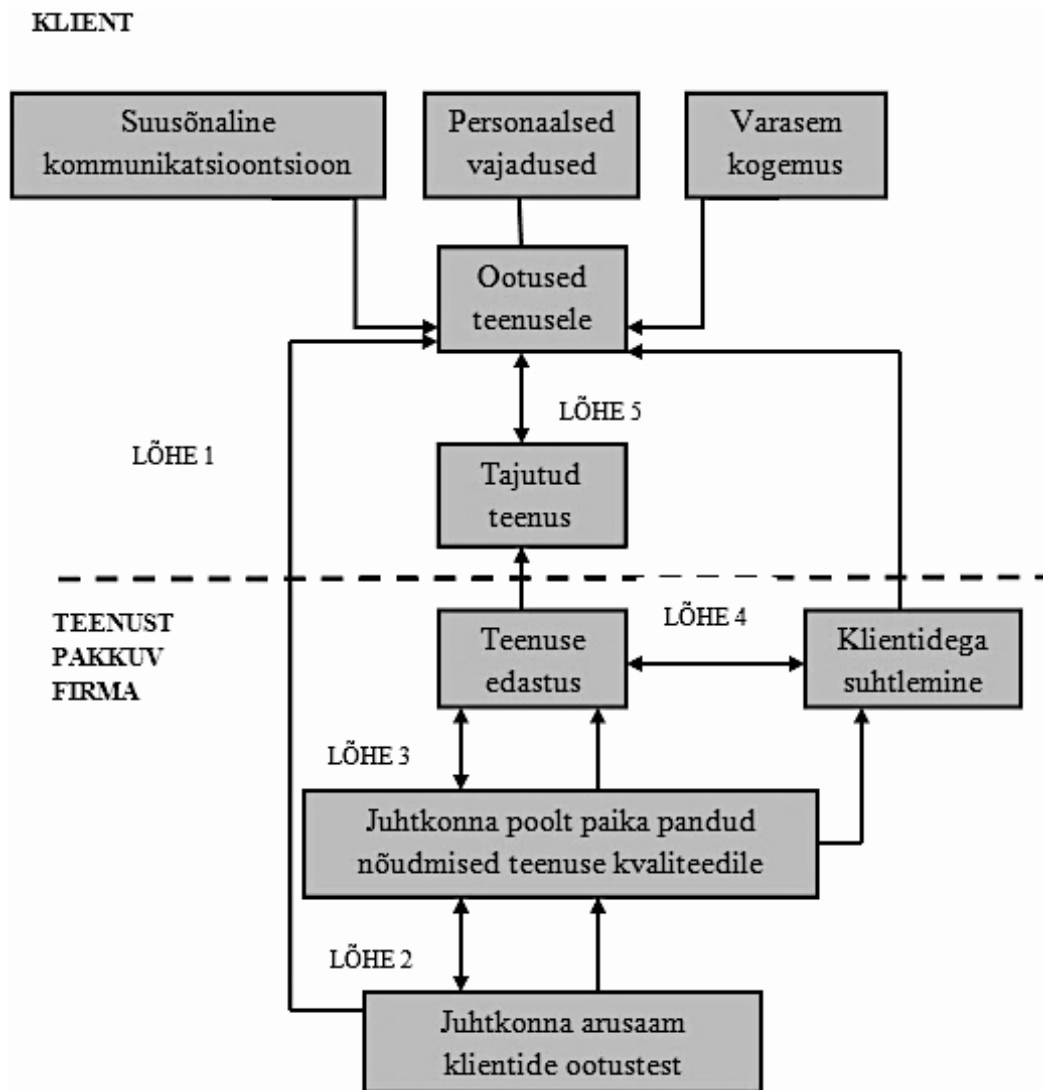 KLIENT
Suusõnaline
kommunikatsioontsioon
Personaalsed
vajadused
Varasem
kogemus
Ootused
teenusele
LÕHE 5
LÕHE 1
Tajutud
teenus
TEENUST
PAKKUV
FIRMA
Teenuse
edastus
LÕHE 4
Klientidega
suhtlemine
LÕHE 3
Juhtkonna poolt paika pandud
nõudmised teenuse kvaliteedile
LÕHE 2
Juhtkonna arusaam
klientide ootustest